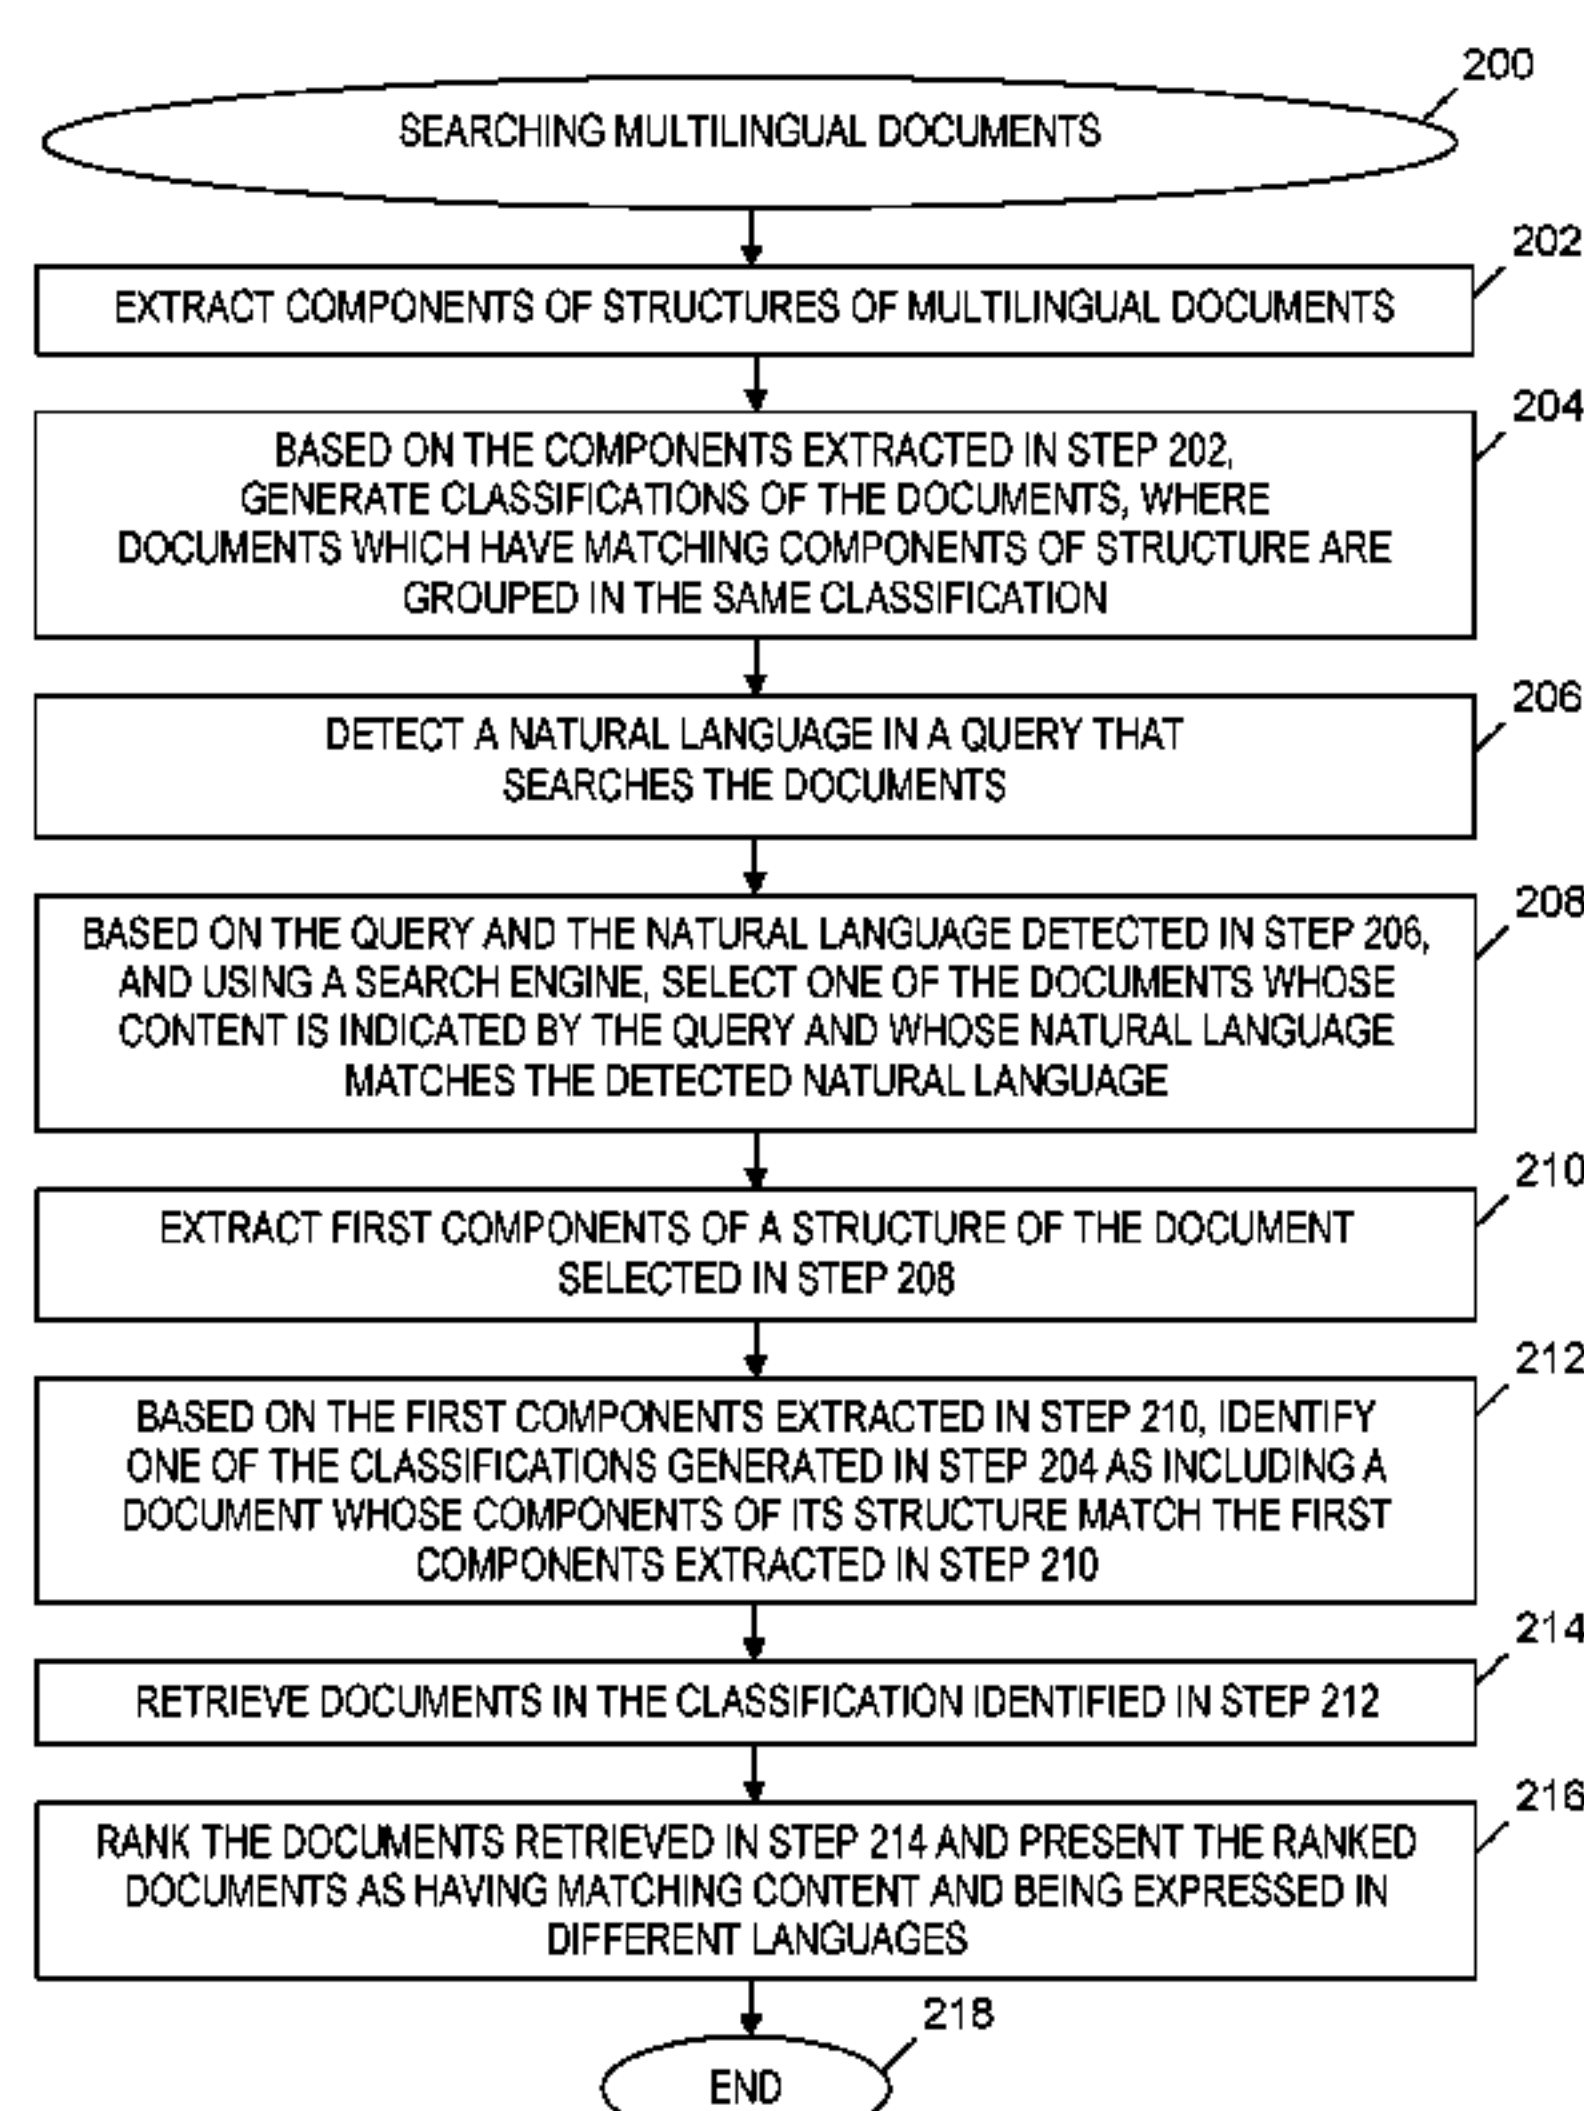 200
SEARCHING MULTILINGUAL DOCUMENTS
202
EXTRACT COMPONENTS OF STRUCTURES OF MULTILINGUAL DOCUMENTS
204
BASED ON THE COMPONENTS EXTRACTED IN STEP 202,
GENERATE CLASSIFICATIONS OF THE DOCUMENTS, WHERE
DOCUMENTS WHICH HAVE MATCHING COMPONENTS OF STRUCTURE ARE
GROUPED IN THE SAME CLASSIFICATION
206
DETECT A NATURAL LANGUAGE IN A QUERY THAT
SEARCHES THE DOCUMENTS
208
BASED ON THE QUERY AND THE NATURAL LANGUAGE DETECTED IN STEP 206,
AND USING A SEARCH ENGINE, SELECT ONE OF THE DOCUMENTS WHOSE
CONTENT IS INDICATED BY THE QUERY AND WHOSE NATURAL LANGUAGE
MATCHES THE DETECTED NATURAL LANGUAGE
210
EXTRACT FIRST COMPONENTS OF A STRUCTURE OF THE DOCUMENT
SELECTED IN STEP 208
212
BASED ON THE FIRST COMPONENTS EXTRACTED IN STEP 210, IDENTIFY
ONE OF THE CLASSIFICATIONS GENERATED IN STEP 204 AS INCLUDING A
DOCUMENT WHOSE COMPONENTS OF ITS STRUCTURE MATCH THE FIRST
COMPONENTS EXTRACTED IN STEP 210
214
RETRIEVE DOCUMENTS IN THE CLASSIFICATION IDENTIFIED IN STEP 212
216
RANK THE DOCUMENTS RETRIEVED IN STEP 214 AND PRESENT THE RANKED
DOCUMENTS AS HAVING MATCHING CONTENT AND BEING EXPRESSED IN
DIFFERENT LANGUAGES
218
END